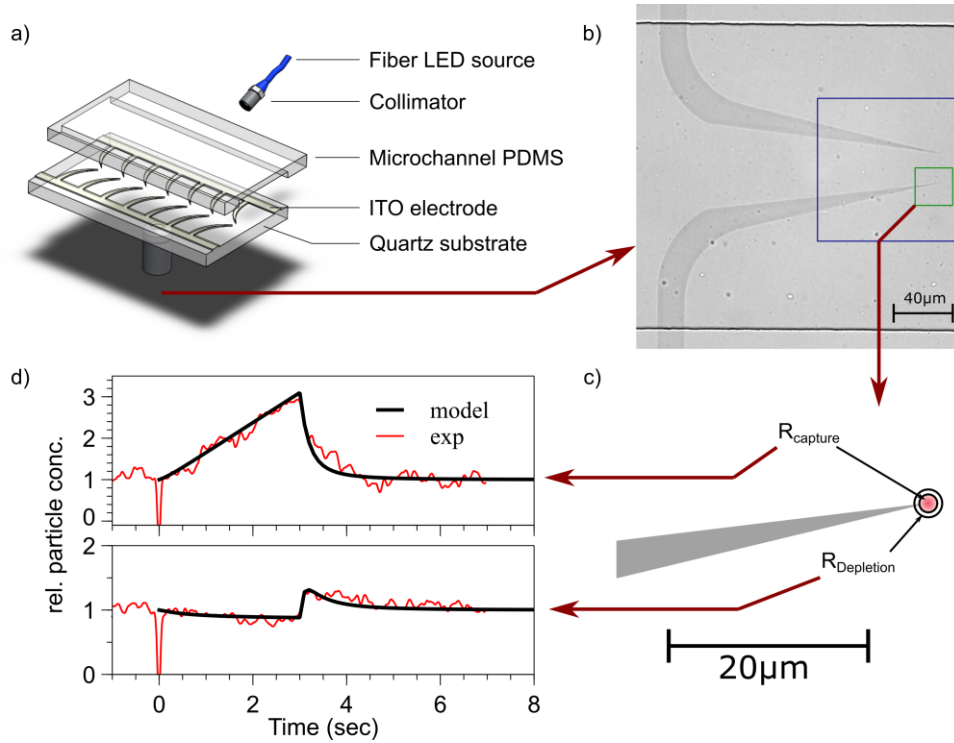 a)
Fiber LED source
Collimator
Microchannel PDMS
ITO electrode
Quartz substrate
b)
40µm
c)
R_capture
R_Depletion
20µm
d)
rel. particle conc.
3
2
1
0
model
exp
2
1
0
0 2 4 6 8
Time (sec)